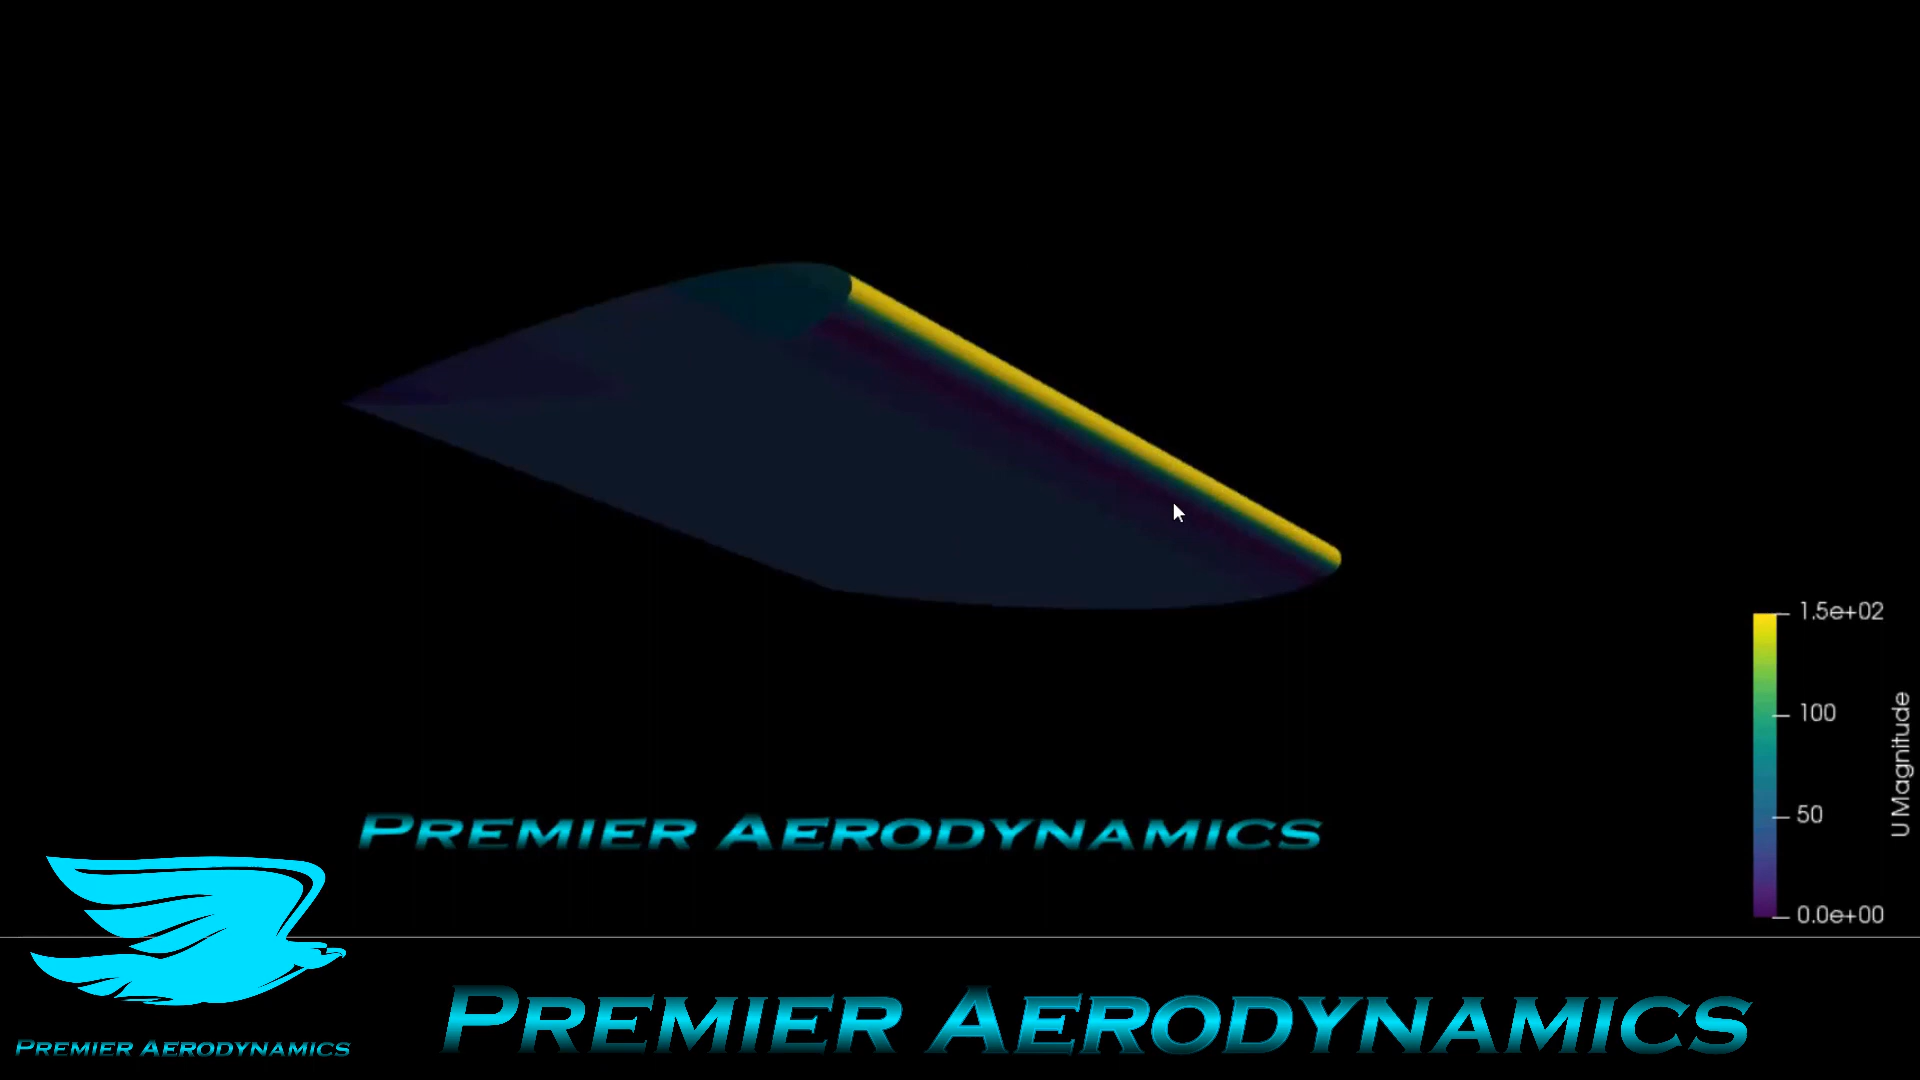 1.5e+02
100
50
0.0e+00
U Magnitude
PREMIER AERODYNAMICS
PREMIER AERODYNAMICS
PREMIER AERODYNAMICS